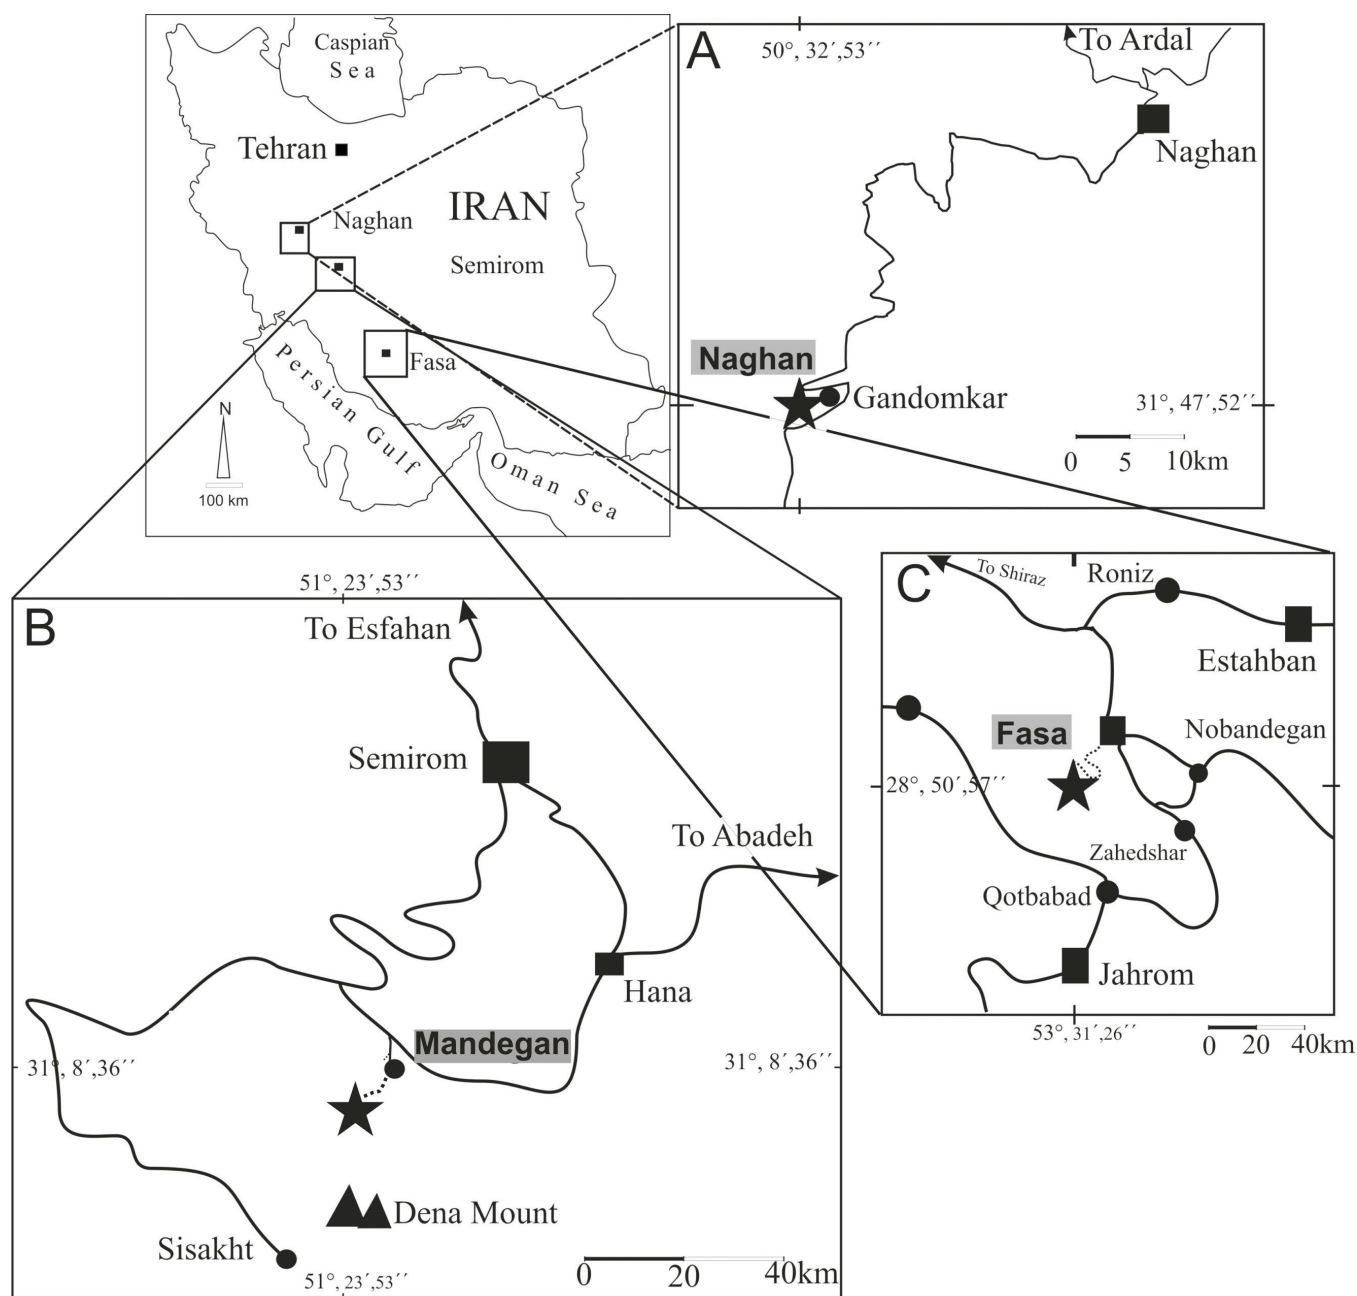 Caspian
Sea
Tehran
Naghan
IRAN
Semirom
Fasa
Persian Gulf
Oman Sea
N
100 km
A
50°, 32´,53´´
To Ardal
Naghan
Naghan
Gandomkar
31°, 47´,52´´
0 5 10km
B
51°, 23´,53´´
To Esfahan
Semirom
To Abadeh
Hana
Mandegan
31°, 8´,36´´
31°, 8´,36´´
Dena Mount
Sisakht
51°, 23´,53´´
0 20 40km
C
To Shiraz
Roniz
Estahban
Fasa
Nobandegan
28°, 50´,57´´
Zahedshar
Qotbabad
Jahrom
53°, 31´,26´´
0 20 40km